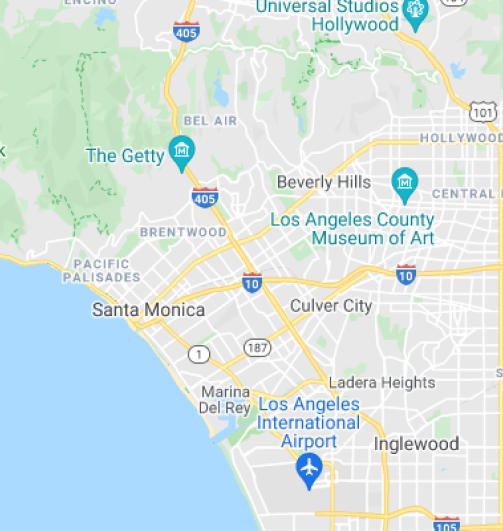 ENCINO
Universal Studios
Hollywood
405
101
BEL AIR
HOLLYWOOD
The Getty
Beverly Hills
405
CENTRAL
Los Angeles County
Museum of Art
BRENTWOOD
PACIFIC
PALISADES
10
10
Santa Monica
Culver City
1
187
Ladera Heights
Marina
Del Rey
Los Angeles
International
Airport
Inglewood
105